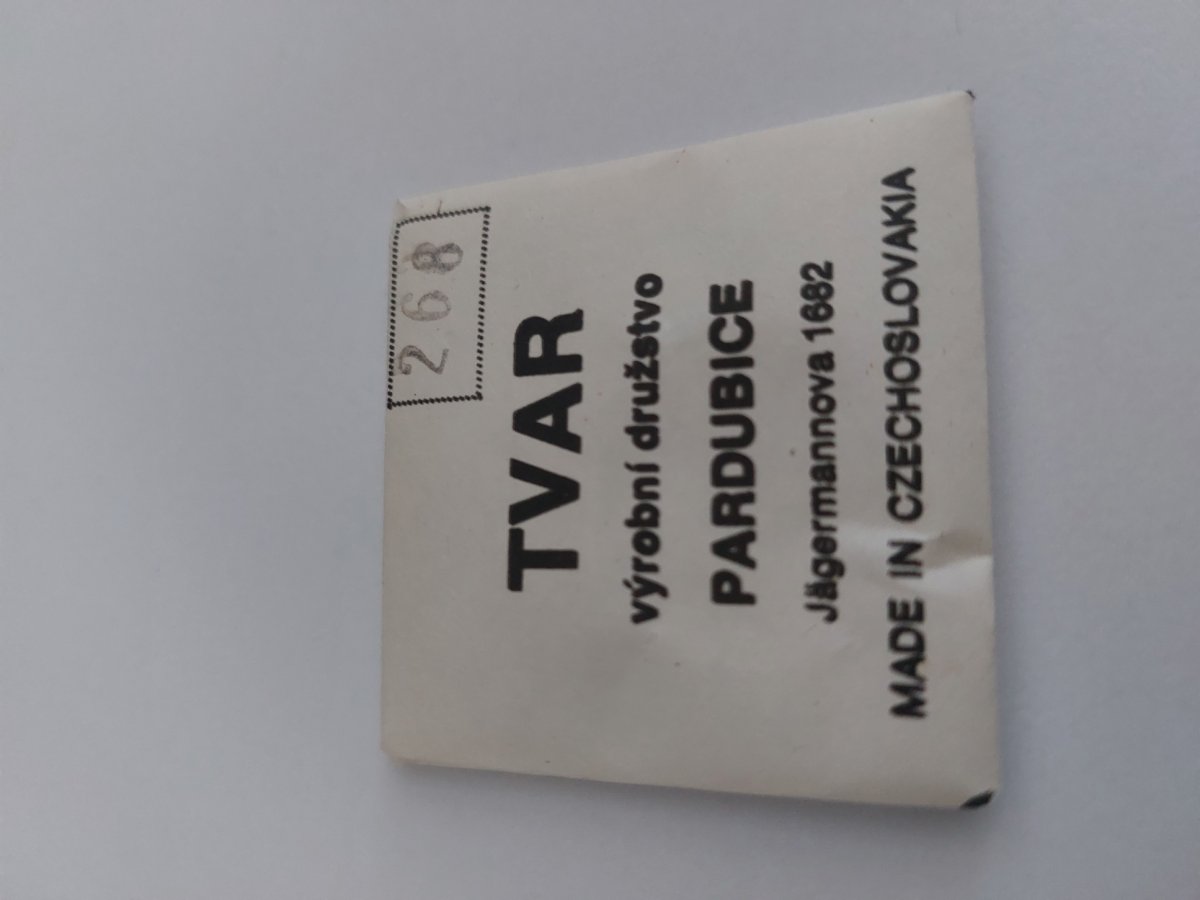 268
TVAR
výrobní družstvo
PARDUBICE
Jägermannova 1682
MADE IN CZECHOSLOVAKIA